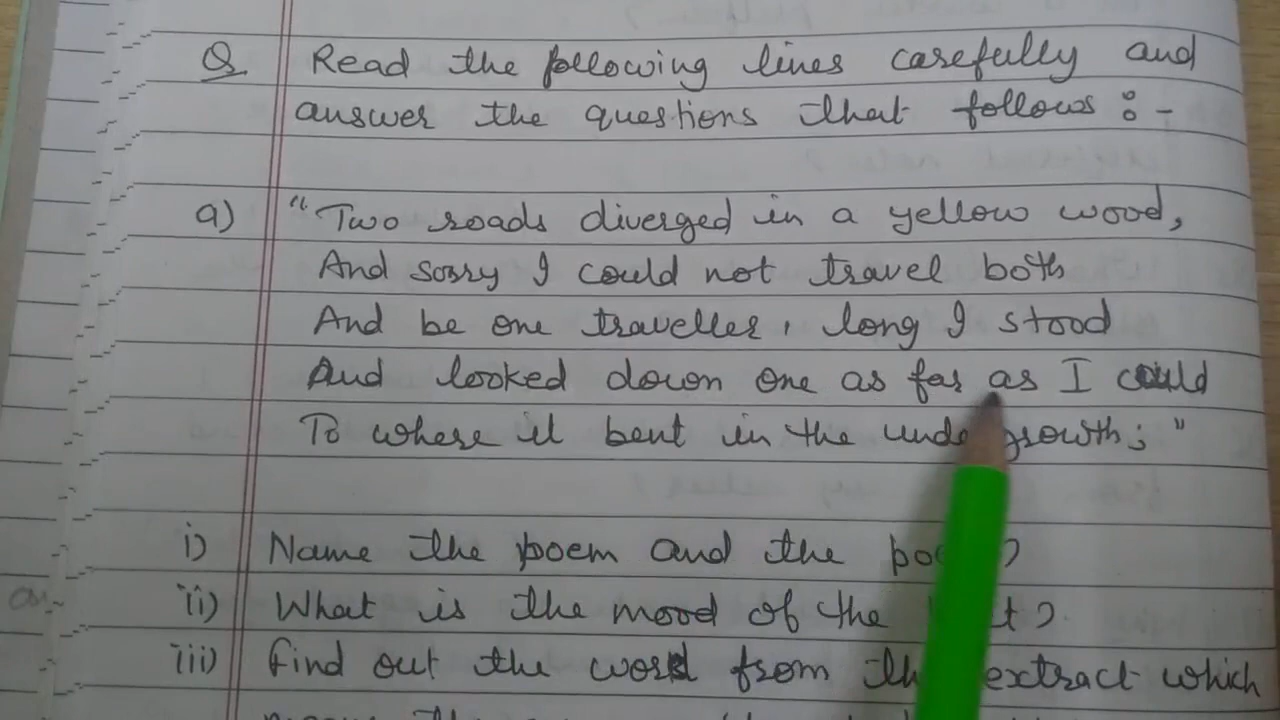 Q Read the following lines carefully and
answer the questions that follows :-
a) "Two roads diverged in a yellow wood,
And sorry I could not travel both
And be one traveller, long I stood
And looked down one as far as I could
To where it bent in the undergrowth; "
i) Name the poem and the
ii) What is the mood of the
iii) find out the word from the extract which